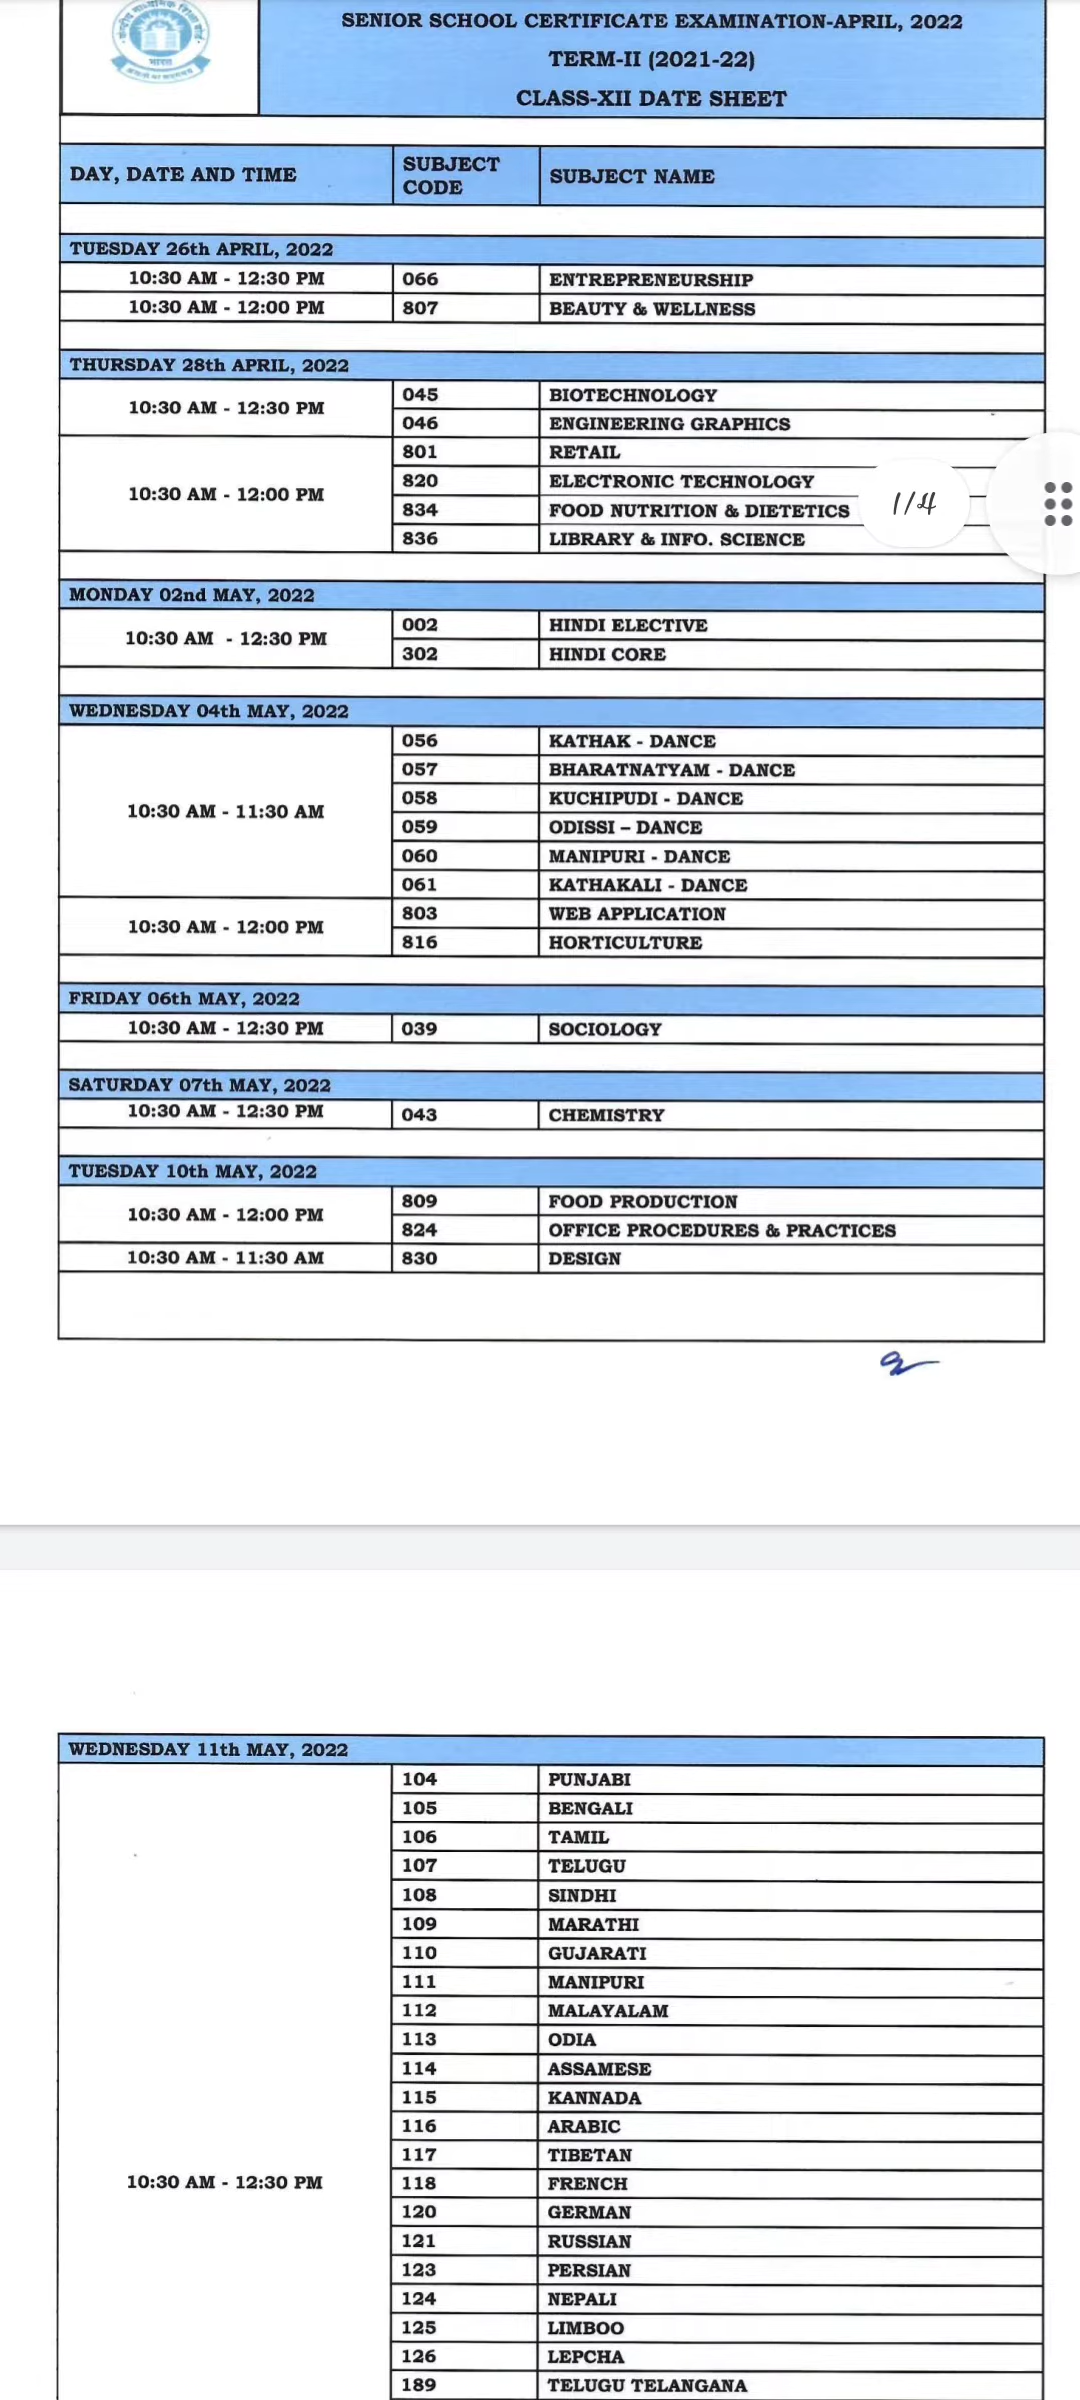 केन्द्रीय माध्यमिक शिक्षा बोर्ड
भारत
असतो मा सद्गमय
SENIOR SCHOOL CERTIFICATE EXAMINATION-APRIL, 2022
TERM-II (2021-22)
CLASS-XII DATE SHEET
DAY, DATE AND TIME SUBJECT CODE SUBJECT NAME
TUESDAY 26th APRIL, 2022
10:30 AM - 12:30 PM 066 ENTREPRENEURSHIP
10:30 AM - 12:00 PM 807 BEAUTY & WELLNESS
THURSDAY 28th APRIL, 2022
10:30 AM - 12:30 PM
045 BIOTECHNOLOGY
046 ENGINEERING GRAPHICS
10:30 AM - 12:00 PM
801 RETAIL
820 ELECTRONIC TECHNOLOGY
834 FOOD NUTRITION & DIETETICS
836 LIBRARY & INFO. SCIENCE
1/4
MONDAY 02nd MAY, 2022
10:30 AM - 12:30 PM
002 HINDI ELECTIVE
302 HINDI CORE
WEDNESDAY 04th MAY, 2022
10:30 AM - 11:30 AM
056 KATHAK - DANCE
057 BHARATNATYAM - DANCE
058 KUCHIPUDI - DANCE
059 ODISSI – DANCE
060 MANIPURI - DANCE
061 KATHAKALI - DANCE
10:30 AM - 12:00 PM
803 WEB APPLICATION
816 HORTICULTURE
FRIDAY 06th MAY, 2022
10:30 AM - 12:30 PM 039 SOCIOLOGY
SATURDAY 07th MAY, 2022
10:30 AM - 12:30 PM 043 CHEMISTRY
TUESDAY 10th MAY, 2022
10:30 AM - 12:00 PM
809 FOOD PRODUCTION
824 OFFICE PROCEDURES & PRACTICES
10:30 AM - 11:30 AM 830 DESIGN
WEDNESDAY 11th MAY, 2022
10:30 AM - 12:30 PM
104 PUNJABI
105 BENGALI
106 TAMIL
107 TELUGU
108 SINDHI
109 MARATHI
110 GUJARATI
111 MANIPURI
112 MALAYALAM
113 ODIA
114 ASSAMESE
115 KANNADA
116 ARABIC
117 TIBETAN
118 FRENCH
120 GERMAN
121 RUSSIAN
123 PERSIAN
124 NEPALI
125 LIMBOO
126 LEPCHA
189 TELUGU TELANGANA